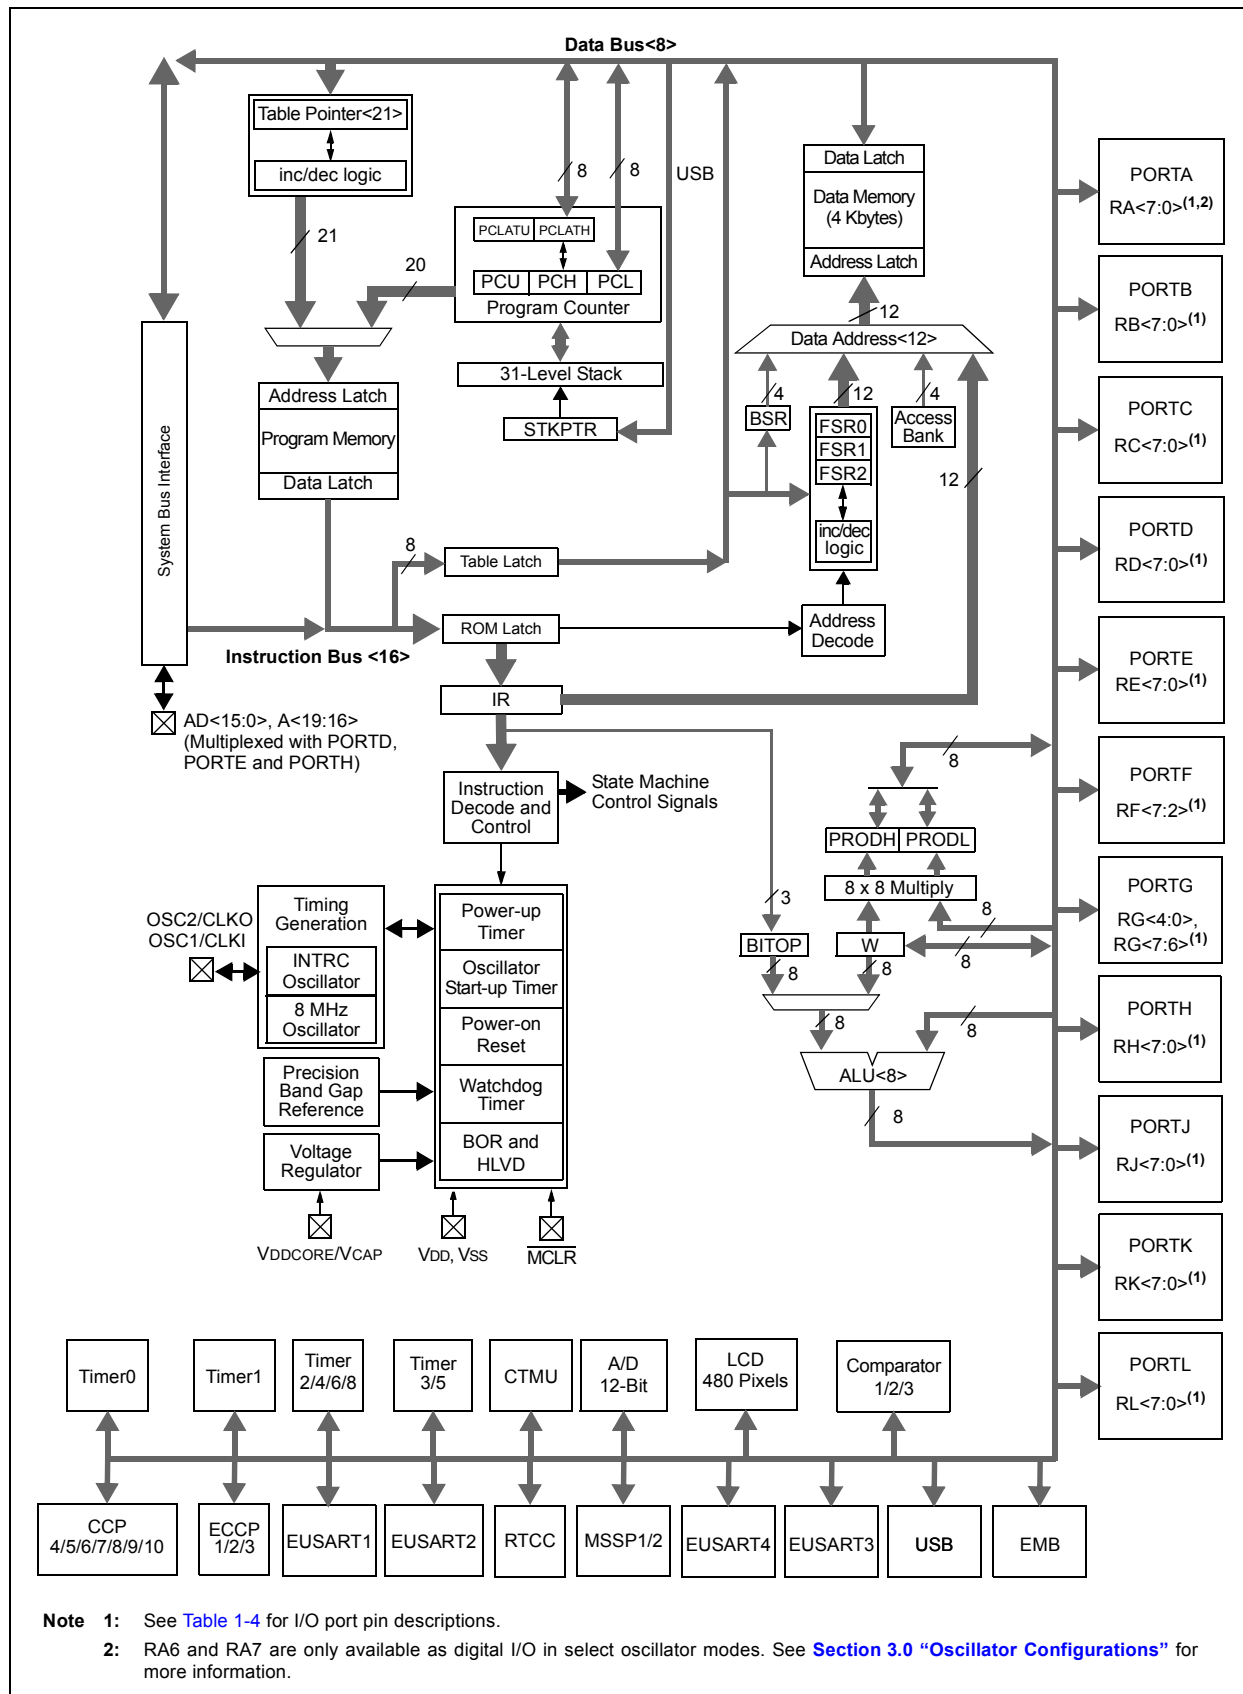 Data Bus<8>
Table Pointer<21>
inc/dec logic
21
8
8
USB
PCLATU PCLATH
PCU PCH PCL
Program Counter
20
31-Level Stack
STKPTR
Address Latch
Program Memory
Data Latch
System Bus Interface
8
Table Latch
ROM Latch
Instruction Bus <16>
IR
AD<15:0>, A<19:16>
(Multiplexed with PORTD,
PORTE and PORTH)
Data Latch
Data Memory
(4 Kbytes)
Address Latch
12
Data Address<12>
4
12
4
BSR
FSR0
FSR1
FSR2
inc/dec
logic
Access
Bank
12
Address
Decode
Instruction
Decode and
Control
State Machine
Control Signals
8
PRODH PRODL
8 x 8 Multiply
3
8
BITOP
W
8
8
8
8
8
ALU<8>
8
OSC2/CLKO
OSC1/CLKI
Timing
Generation
INTRC
Oscillator
8 MHz
Oscillator
Precision
Band Gap
Reference
Voltage
Regulator
Power-up
Timer
Oscillator
Start-up Timer
Power-on
Reset
Watchdog
Timer
BOR and
HLVD
VDDCORE/VCAP
VDD, VSS
MCLR
PORTA
RA<7:0>(1,2)
PORTB
RB<7:0>(1)
PORTC
RC<7:0>(1)
PORTD
RD<7:0>(1)
PORTE
RE<7:0>(1)
PORTF
RF<7:2>(1)
PORTG
RG<4:0>,
RG<7:6>(1)
PORTH
RH<7:0>(1)
PORTJ
RJ<7:0>(1)
PORTK
RK<7:0>(1)
PORTL
RL<7:0>(1)
Timer0
Timer1
Timer
2/4/6/8
Timer
3/5
CTMU
A/D
12-Bit
LCD
480 Pixels
Comparator
1/2/3
CCP
4/5/6/7/8/9/10
ECCP
1/2/3
EUSART1
EUSART2
RTCC
MSSP1/2
EUSART4
EUSART3
USB
EMB
Note 1: See Table 1-4 for I/O port pin descriptions.
2: RA6 and RA7 are only available as digital I/O in select oscillator modes. See Section 3.0 “Oscillator Configurations” for
more information.